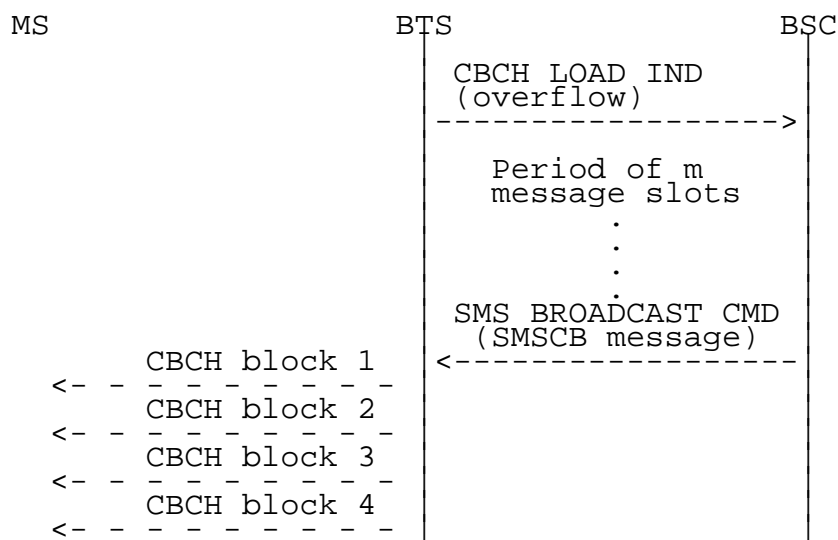 MS BTS BSC
CBCH LOAD IND
(overflow)
Period of m
message slots
.
.
.
.
SMS BROADCAST CMD
(SMSCB message)
CBCH block 1
CBCH block 2
CBCH block 3
CBCH block 4